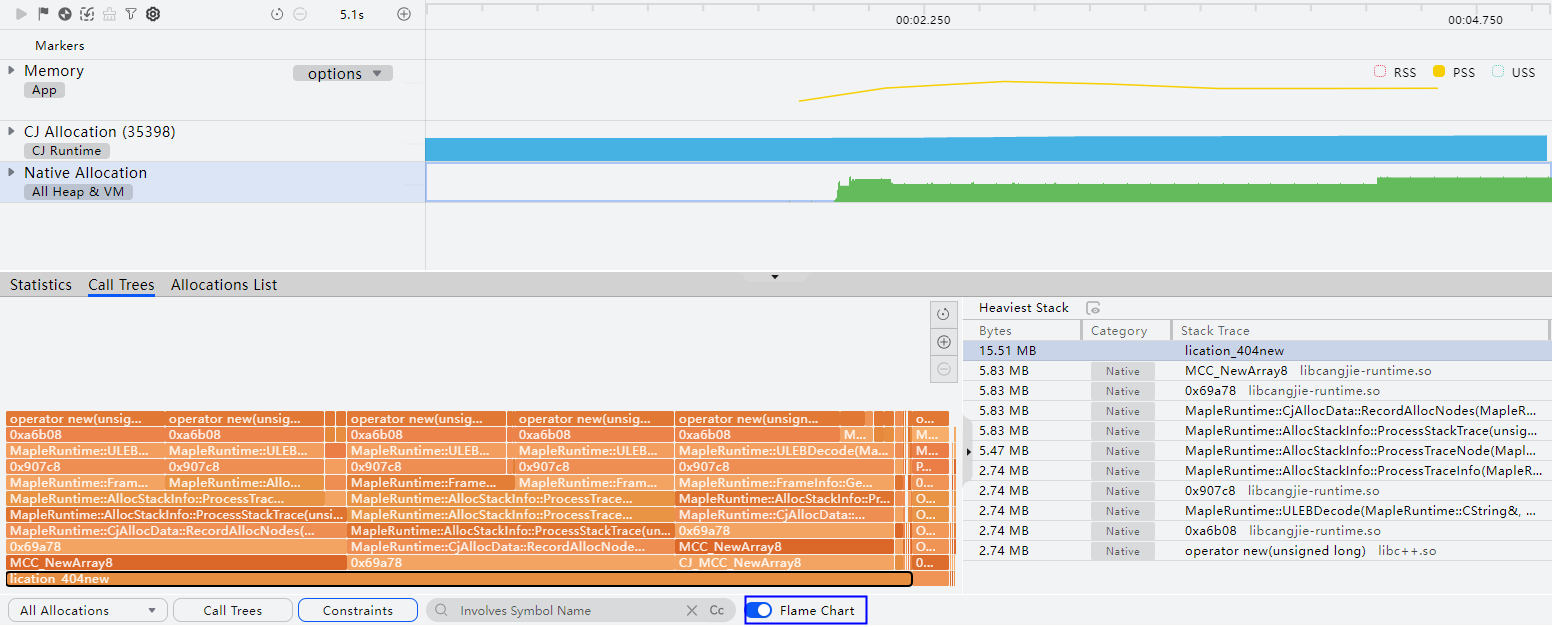 5.1s
00:02.250
00:04.750
Markers
Memory
options
App
RSS
PSS
USS
CJ Allocation (35398)
CJ Runtime
Native Allocation
All Heap & VM
Statistics
Call Trees
Allocations List
operator new(unsig...
operator new(unsig...
operator new(unsig...
operator new(unsig...
operator new(unsign...
o...
0xa6b08
0xa6b08
0xa6b08
0xa6b08
0xa6b08
M...
M...
MapleRuntime::ULEB...
MapleRuntime::ULEB...
MapleRuntime::ULEB...
MapleRuntime::ULEB...
MapleRuntime::ULEBDecode(Ma...
M...
0x907c8
0x907c8
0x907c8
0x907c8
0x907c8
P...
MapleRuntime::Fram...
MapleRuntime::Allo...
MapleRuntime::Frame...
MapleRuntime::Fram...
MapleRuntime::FrameInfo::Ge...
0...
MapleRuntime::AllocStackInfo::ProcessTrac...
MapleRuntime::AllocStackInfo::ProcessTrace...
MapleRuntime::AllocStackInfo::Pr...
O...
MapleRuntime::AllocStackInfo::ProcessStackTrace(unsi...
MapleRuntime::AllocStackInfo::ProcessTrace...
MapleRuntime::CjAllocData::...
O...
MapleRuntime::CjAllocData::RecordAllocNodes(...
MapleRuntime::AllocStackInfo::ProcessStackTrace(un...
0x69a78
O...
0x69a78
MapleRuntime::CjAllocData::RecordAllocNode...
MCC_NewArray8
O...
MCC_NewArray8
0x69a78
CJ_MCC_NewArray8
0...
lication_404new
Heaviest Stack
Bytes Category Stack Trace
15.51 MB lication_404new
5.83 MB Native MCC_NewArray8 libcangjie-runtime.so
5.83 MB Native 0x69a78 libcangjie-runtime.so
5.83 MB Native MapleRuntime::CjAllocData::RecordAllocNodes(MapleR...
5.83 MB Native MapleRuntime::AllocStackInfo::ProcessStackTrace(unsig...
5.47 MB Native MapleRuntime::AllocStackInfo::ProcessTraceNode(Mapl...
2.74 MB Native MapleRuntime::AllocStackInfo::ProcessTraceInfo(MapleR...
2.74 MB Native 0x907c8 libcangjie-runtime.so
2.74 MB Native MapleRuntime::ULEBDecode(MapleRuntime::CString&, ...
2.74 MB Native 0xa6b08 libcangjie-runtime.so
2.74 MB Native operator new(unsigned long) libc++.so
All Allocations
Call Trees
Constraints
Involves Symbol Name
Cc
Flame Chart